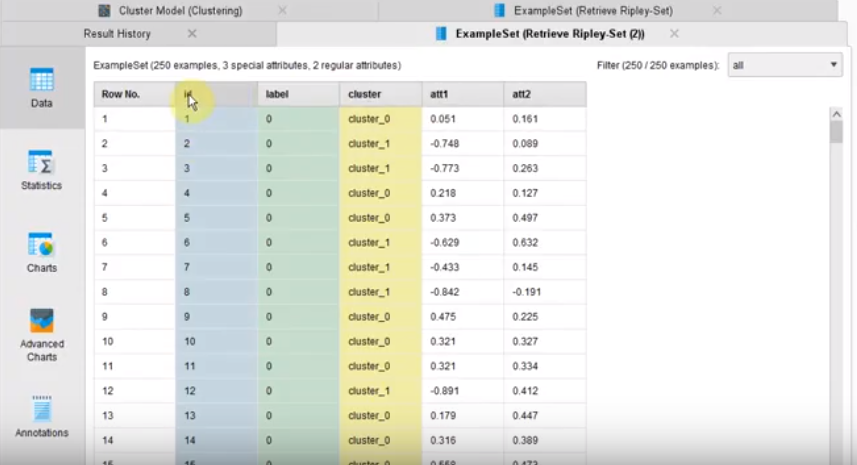 Cluster Model (Clustering)
ExampleSet (Retrieve Ripley-Set)
Result History
ExampleSet (Retrieve Ripley-Set (2))
ExampleSet (250 examples, 3 special attributes, 2 regular attributes)
Filter (250 / 250 examples): all
Data
Statistics
Charts
Advanced
Charts
Annotations
Row No. id label cluster att1 att2
1 1 0 cluster_0 0.051 0.161
2 2 0 cluster_1 -0.748 0.089
3 3 0 cluster_1 -0.773 0.263
4 4 0 cluster_0 0.218 0.127
5 5 0 cluster_0 0.373 0.497
6 6 0 cluster_1 -0.629 0.632
7 7 0 cluster_1 -0.433 0.145
8 8 0 cluster_1 -0.842 -0.191
9 9 0 cluster_0 0.475 0.225
10 10 0 cluster_0 0.321 0.327
11 11 0 cluster_0 0.321 0.334
12 12 0 cluster_1 -0.891 0.412
13 13 0 cluster_0 0.179 0.447
14 14 0 cluster_0 0.316 0.389
15 15 0 cluster_0